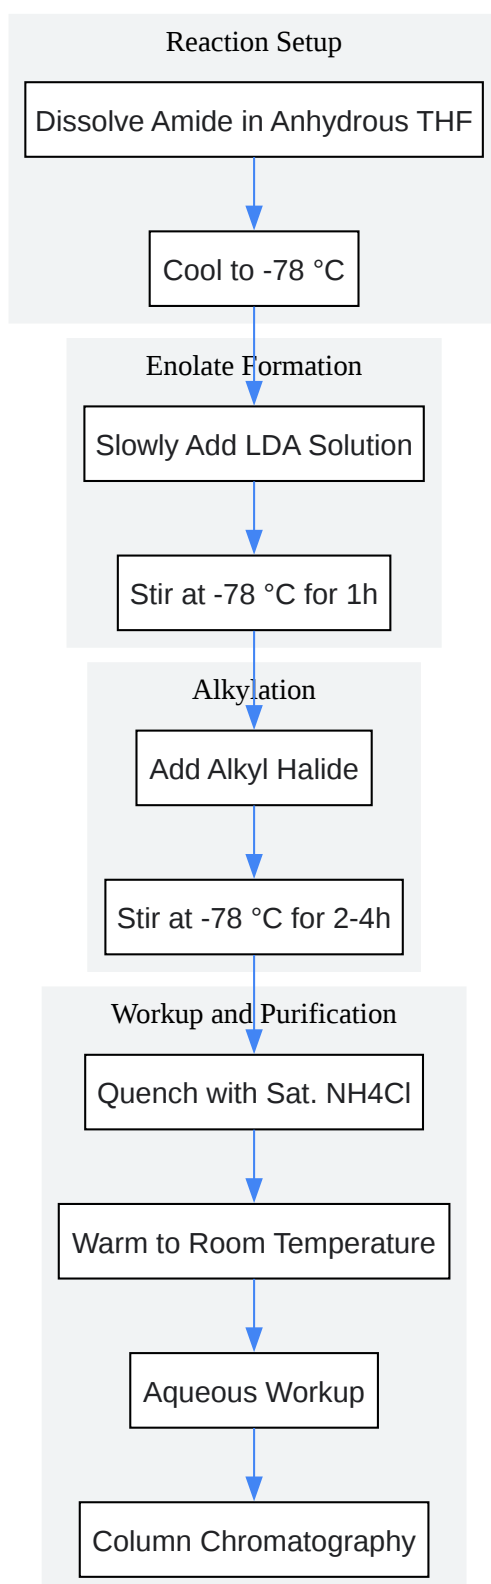 Reaction Setup
Dissolve Amide in Anhydrous THF
Cool to -78 °C
Enolate Formation
Slowly Add LDA Solution
Stir at -78 °C for 1h
Alkylation
Add Alkyl Halide
Stir at -78 °C for 2-4h
Workup and Purification
Quench with Sat. NH4Cl
Warm to Room Temperature
Aqueous Workup
Column Chromatography